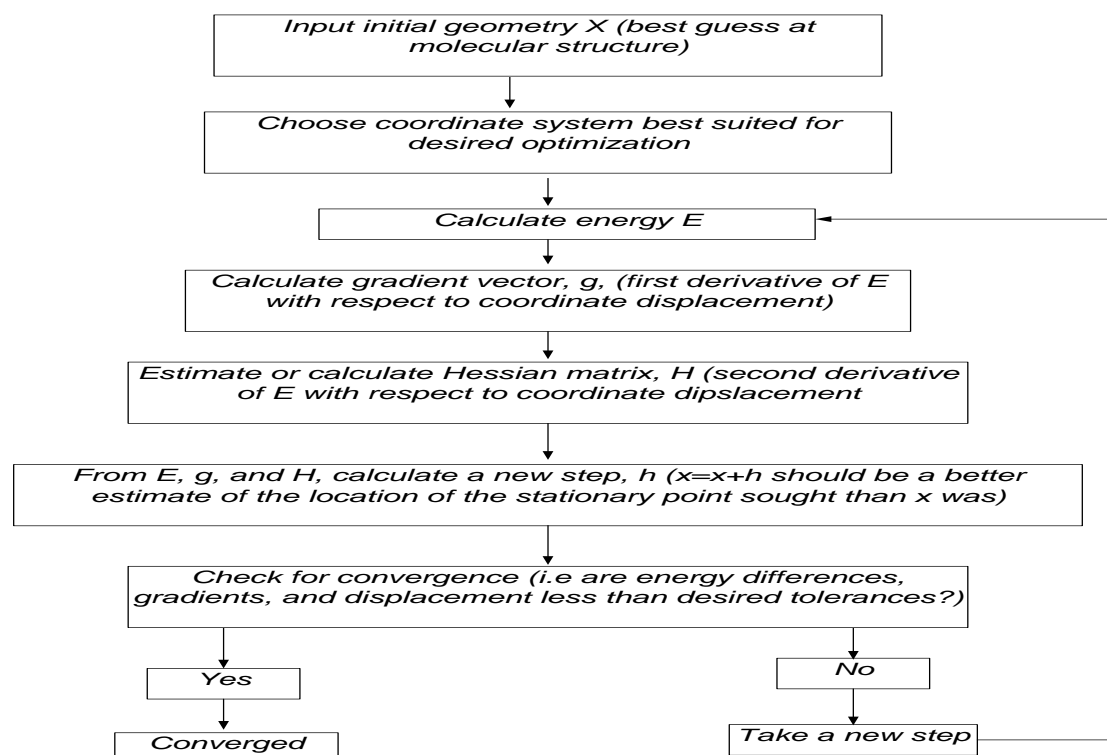 Input initial geometry X (best guess at
molecular structure)
Choose coordinate system best suited for
desired optimization
Calculate energy E
Calculate gradient vector, g, (first derivative of E
with respect to coordinate displacement)
Estimate or calculate Hessian matrix, H (second derivative
of E with respect to coordinate dipslacement
From E, g, and H, calculate a new step, h (x=x+h should be a better
estimate of the location of the stationary point sought than x was)
Check for convergence (i.e are energy differences,
gradients, and displacement less than desired tolerances?)
Yes
No
Converged
Take a new step